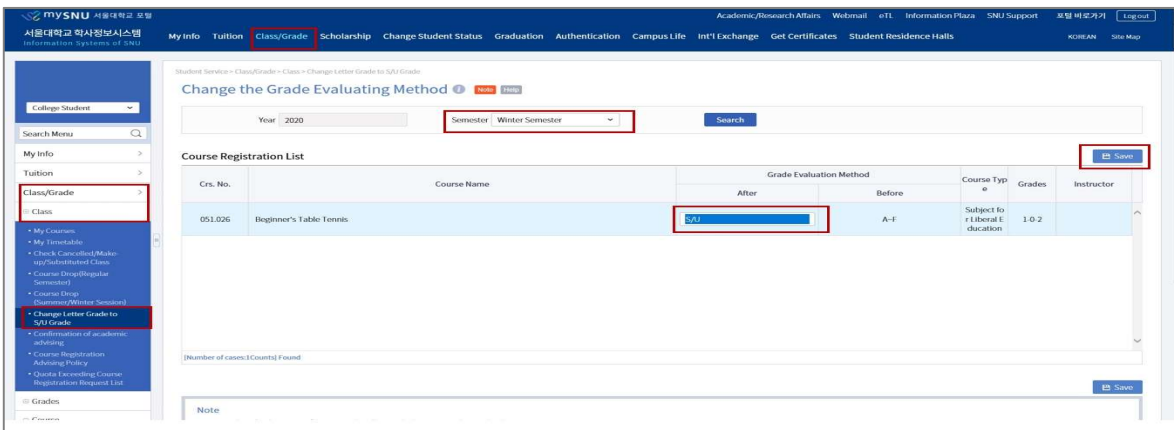 mySNU 서울대학교 포털
Academic/Research Affairs Webmail eTL Information Plaza SNU Support 포털 바로가기 Logout
서울대학교 학사정보시스템
Information Systems of SNU
My Info Tuition Class/Grade Scholarship Change Student Status Graduation Authentication Campus Life Int'l Exchange Get Certificates Student Residence Halls
KOREAN Site Map
College Student
Search Menu
My Info
Tuition
Class/Grade
Class
• My Courses
• My Timetable
• Check Cancelled/Make-
up/Substituted Class
• Course Drop(Regular
Semester)
• Course Drop
(Summer/Winter Session)
• Change Letter Grade to
S/U Grade
• Confirmation of academic
advising
• Course Registration
Advising Policy
• Quota Exceeding Course
Registration Request List
Grades
Student Service > Class/Grade > Class > Change Letter Grade to S/U Grade
Change the Grade Evaluating Method Note Help
Year 2020 Semester Winter Semester Search
Course Registration List
Save
Crs. No. Course Name Grade Evaluation Method Course Typ
e Grades Instructor
After Before
051.026 Beginner's Table Tennis S/U A~F Subject fo
r Liberal E
ducation 1-0-2
[Number of cases:1Counts] Found
Save
Note